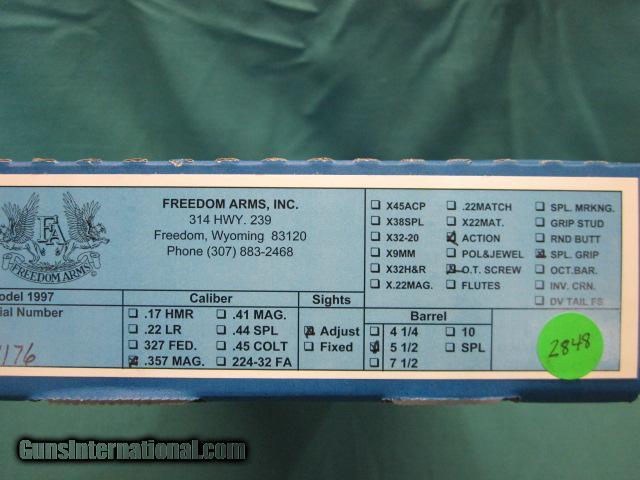 FREEDOM ARMS, INC.
314 HWY. 239
Freedom, Wyoming 83120
Phone (307) 883-2468
FA
FREEDOM ARMS
X45ACP
X38SPL
X32-20
X9MM
X32H&R
X.22MAG.
.22MATCH
X22MAT.
ACTION
POL&JEWEL
O.T. SCREW
FLUTES
SPL. MRKNG.
GRIP STUD
RND BUTT
SPL. GRIP
OCT.BAR.
INV. CRN.
DV TAIL FS
odel 1997
ial Number
176
Caliber
.17 HMR
.22 LR
327 FED.
.357 MAG.
.41 MAG.
.44 SPL
.45 COLT
224-32 FA
Sights
Adjust
Fixed
Barrel
4 1/4
5 1/2
7 1/2
10
SPL
2848
GunsInternational.com